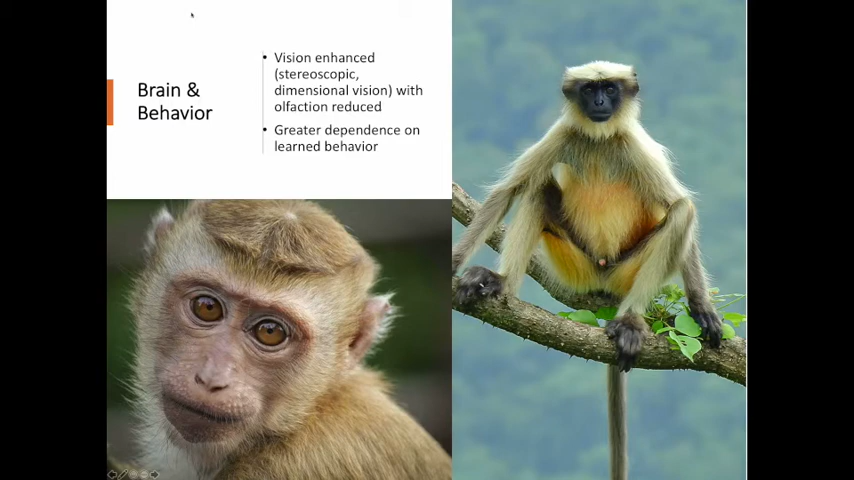 Brain &
Behavior
• Vision enhanced
(stereoscopic,
dimensional vision) with
olfaction reduced
• Greater dependence on
learned behavior